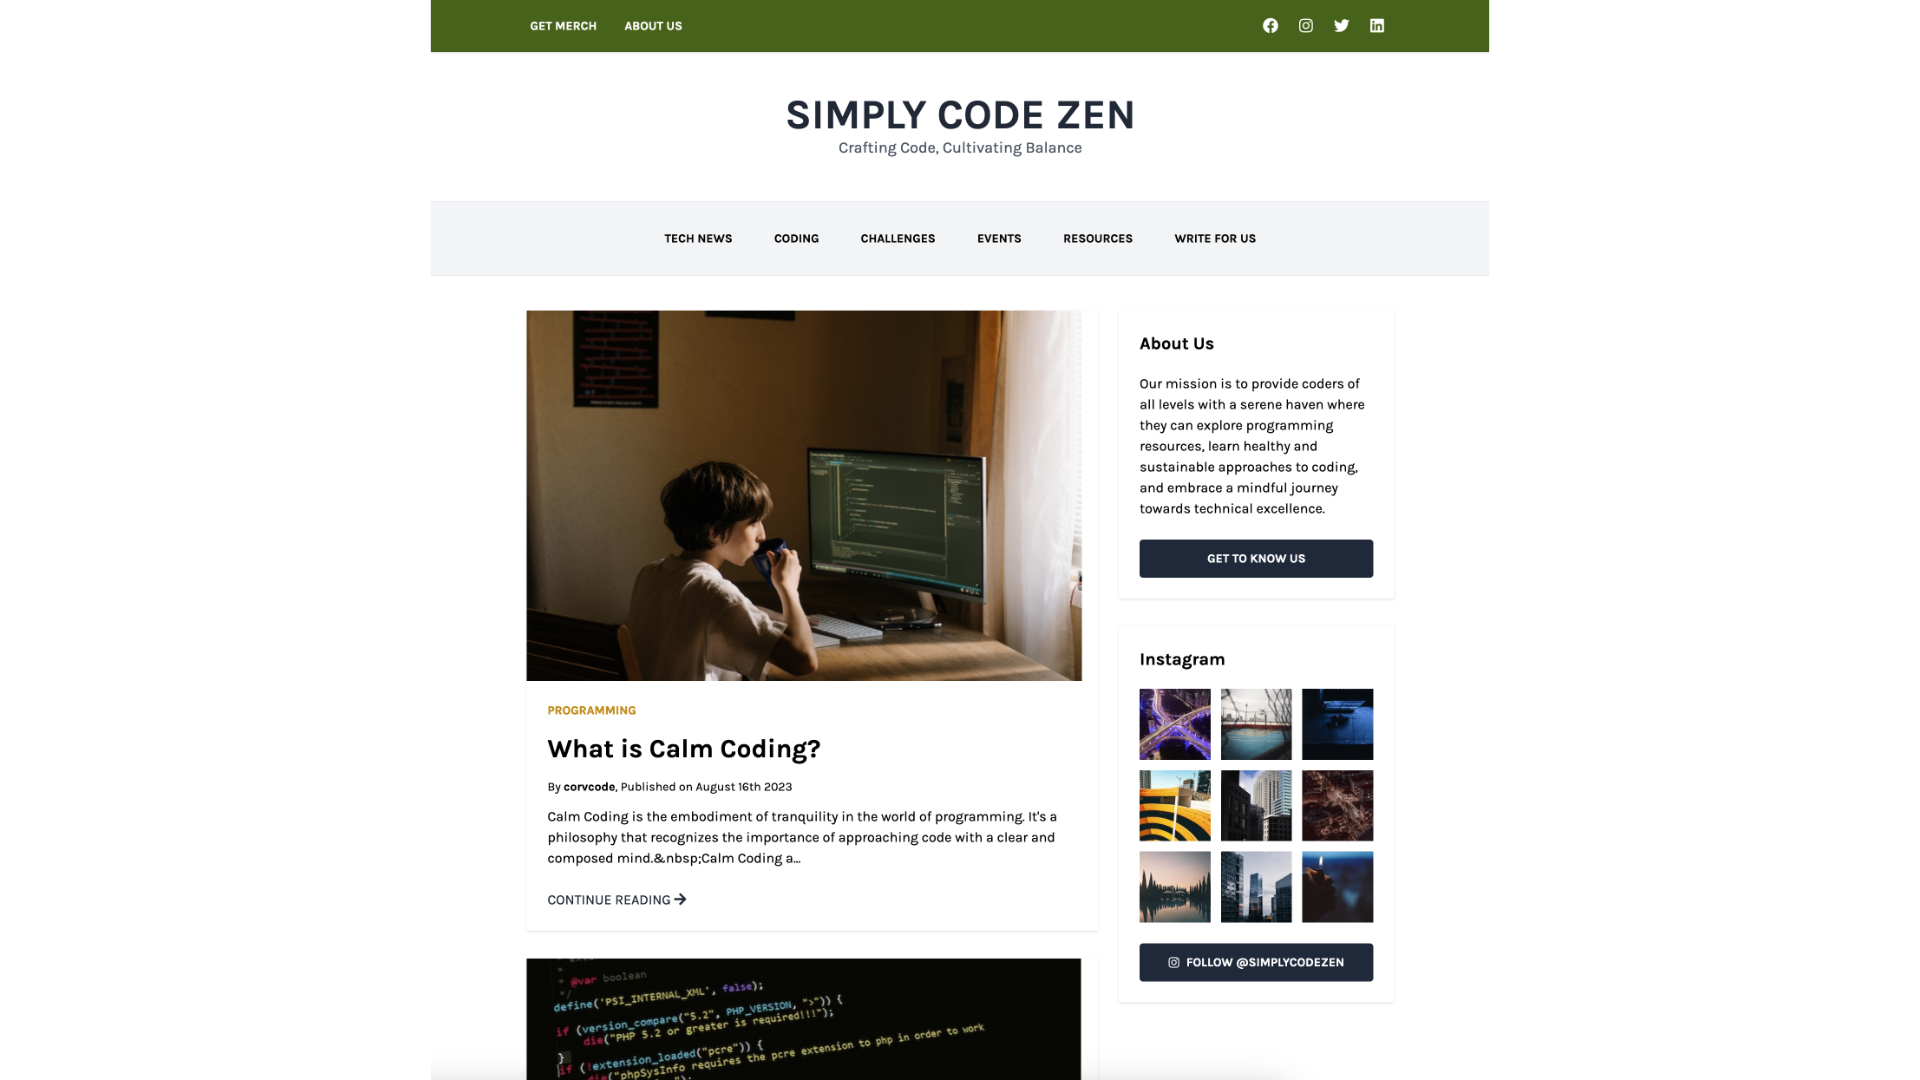 GET MERCH ABOUT US
SIMPLY CODE ZEN
Crafting Code, Cultivating Balance
TECH NEWS CODING CHALLENGES EVENTS RESOURCES WRITE FOR US
PROGRAMMING
What is Calm Coding?
By corvcode, Published on August 16th 2023
Calm Coding is the embodiment of tranquility in the world of programming. It's a
philosophy that recognizes the importance of approaching code with a clear and
composed mind.&nbsp;Calm Coding a...
CONTINUE READING
* @var boolean
*/
define('PSI_INTERNAL_XML', false);
if (version_compare("5.2", PHP_VERSION, ">")) {
die("PHP 5.2 or greater is required!!!");
}
if (!extension_loaded("pcre")) {
die("phpSysInfo requires the pcre extension to php in order to work
About Us
Our mission is to provide coders of
all levels with a serene haven where
they can explore programming
resources, learn healthy and
sustainable approaches to coding,
and embrace a mindful journey
towards technical excellence.
GET TO KNOW US
Instagram
FOLLOW @SIMPLYCODEZEN